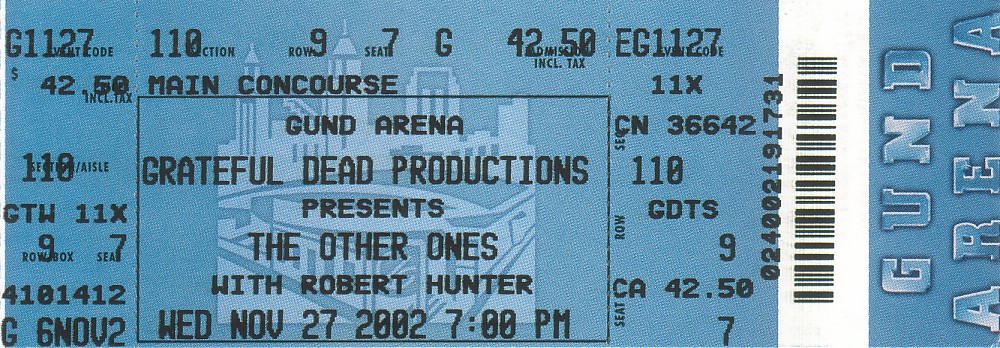 G1127 EVENT CODE
$ 42.50 INCL.TAX
110 SECTION/AISLE
GTW 11X
ROW/BOX 9 SEAT 7
4101412
G 6NOV2
110 SECTION ROW 9 SEAT 7 G 42.50 ADMISSION INCL. TAX
MAIN CONCOURSE
GUND ARENA
GRATEFUL DEAD PRODUCTIONS
PRESENTS
THE OTHER ONES
WITH ROBERT HUNTER
WED NOV 27 2002 7:00 PM
EG1127 EVENT CODE
11X
CN 36642
SEC 110
GDTS
ROW 9
CA 42.50
SEAT 7
024002191731
GUND
ARENA